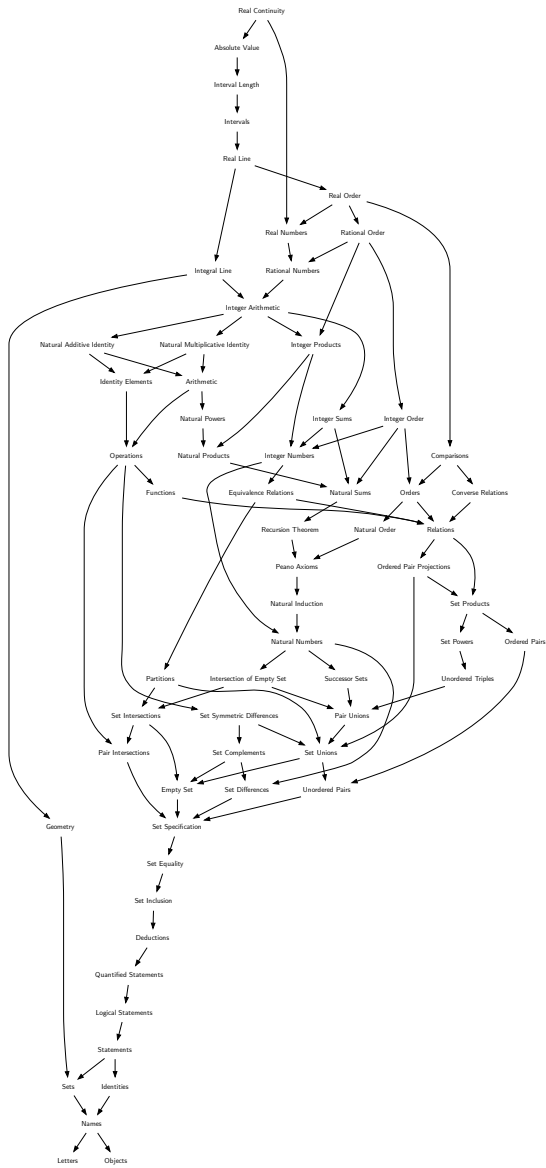 Real Continuity
Absolute Value
Interval Length
Intervals
Real Line
Real Order
Real Numbers
Rational Order
Integral Line
Rational Numbers
Integer Arithmetic
Natural Additive Identity
Natural Multiplicative Identity
Integer Products
Identity Elements
Arithmetic
Natural Powers
Integer Sums
Integer Order
Operations
Natural Products
Integer Numbers
Comparisons
Functions
Equivalence Relations
Natural Sums
Orders
Converse Relations
Recursion Theorem
Natural Order
Relations
Peano Axioms
Ordered Pair Projections
Natural Induction
Set Products
Natural Numbers
Set Powers
Ordered Pairs
Partitions
Intersection of Empty Set
Successor Sets
Unordered Triples
Set Intersections
Set Symmetric Differences
Pair Unions
Pair Intersections
Set Complements
Set Unions
Empty Set
Set Differences
Unordered Pairs
Geometry
Set Specification
Set Equality
Set Inclusion
Deductions
Quantified Statements
Logical Statements
Statements
Sets
Identities
Names
Letters
Objects